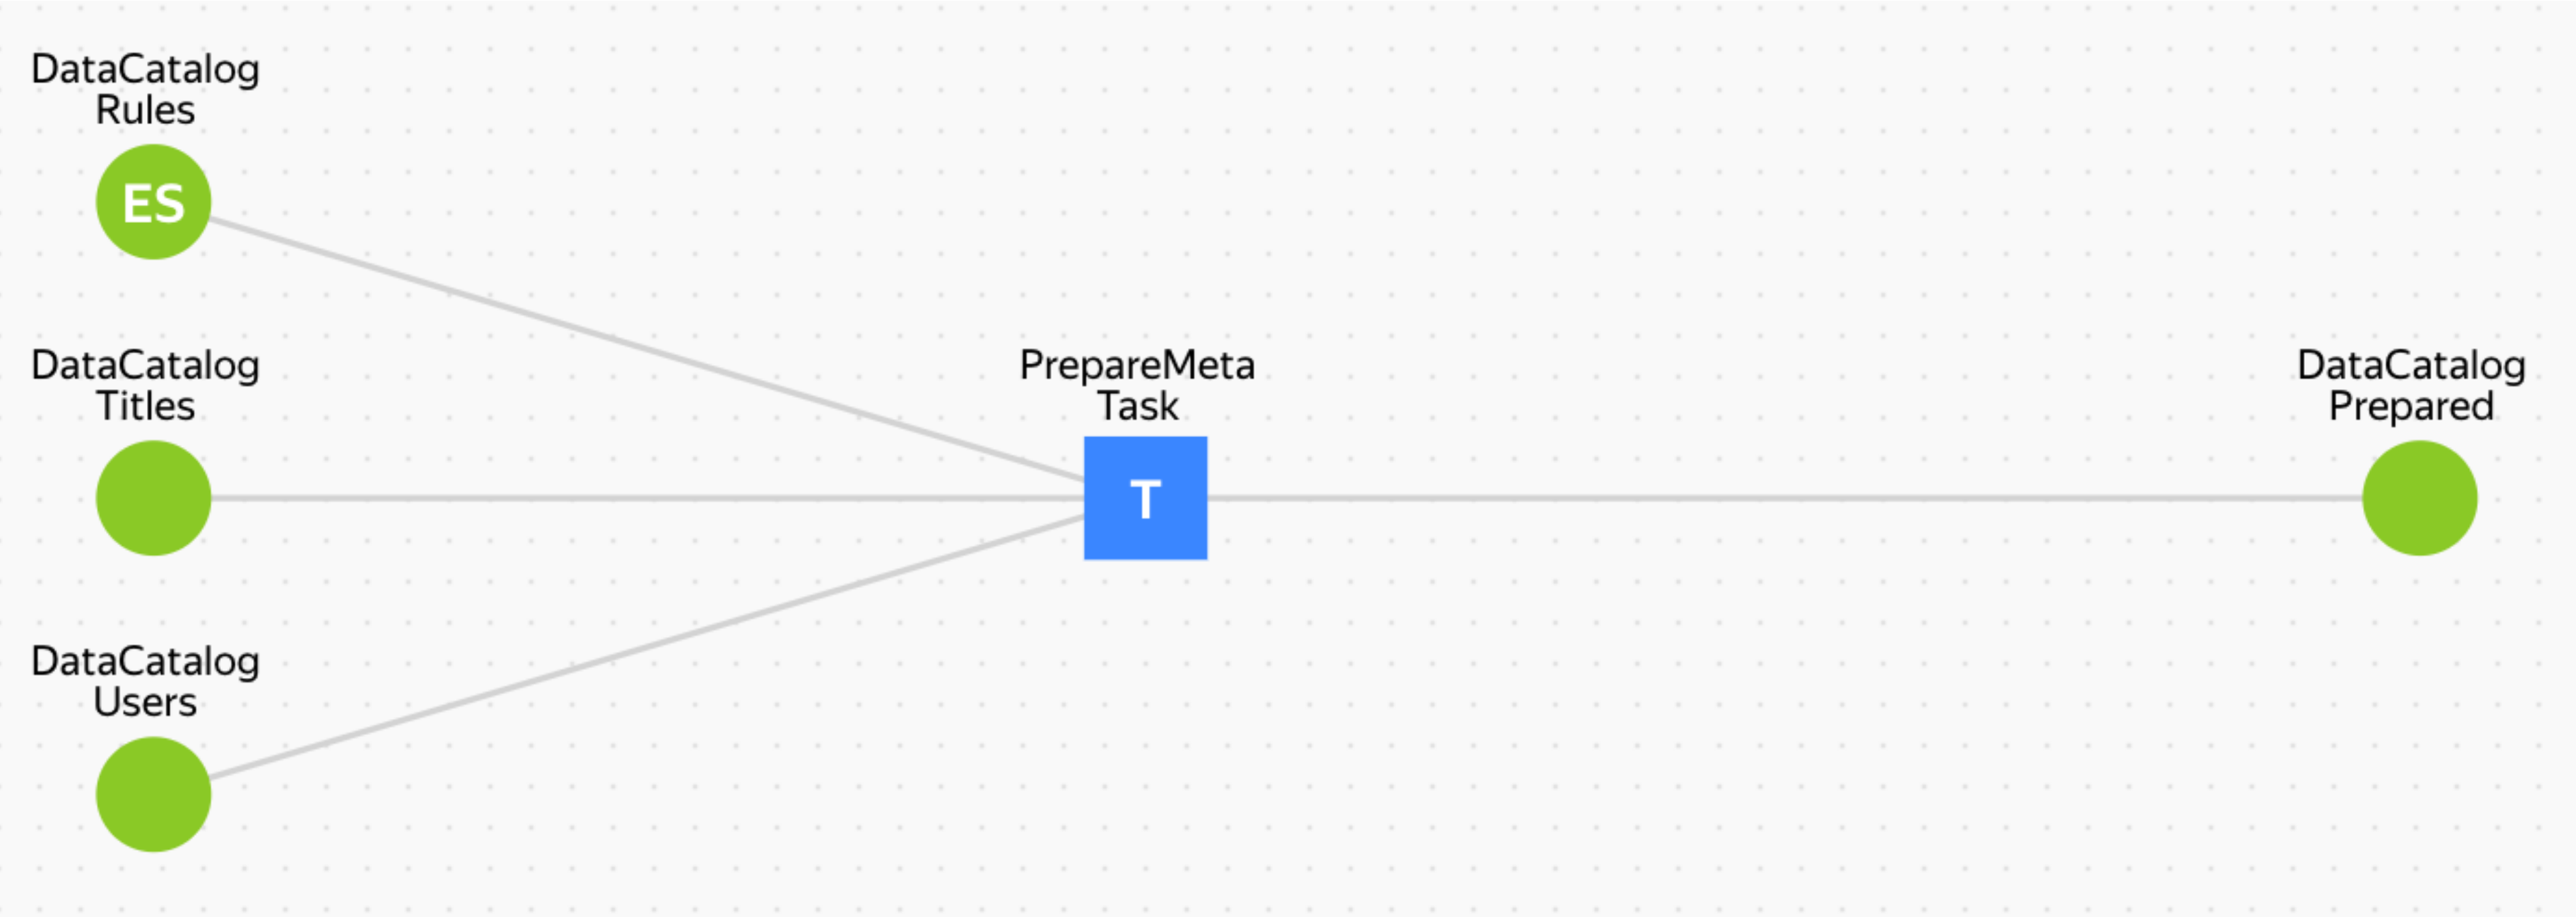 DataCatalog
Rules
ES
DataCatalog
Titles
DataCatalog
Users
PrepareMeta
Task
T
DataCatalog
Prepared